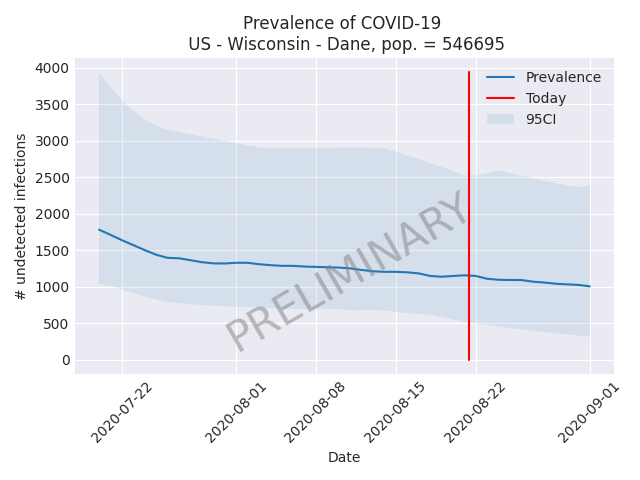 Prevalence of COVID-19
US - Wisconsin - Dane, pop. = 546695
4000
3500
3000
2500
2000
1500
1000
500
0
# undetected infections
Prevalence
Today
95CI
PRELIMINARY
2020-07-22
2020-08-01
2020-08-08
2020-08-15
2020-08-22
2020-09-01
Date